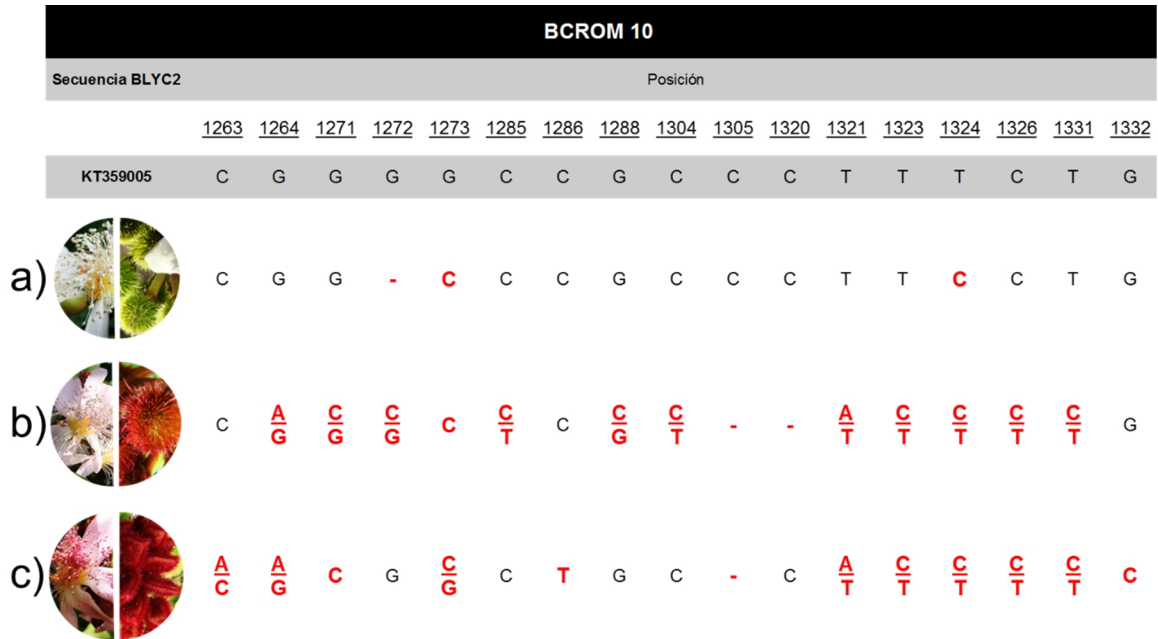 BCROM 10
Secuencia BLYC2 Posición
1263 1264 1271 1272 1273 1285 1286 1288 1304 1305 1320 1321 1323 1324 1326 1331 1332
KT359005 C G G G G C C G C C C T T T C T G
a) C G G - C C C G C C C T T C C T G
b) C A/G C/G C/G C C/T C C/G C/T - - A/T C/T C/T C/T C/T G
c) A/C A/G C G C/G C T G C - C A/T C/T C/T C/T C/T C